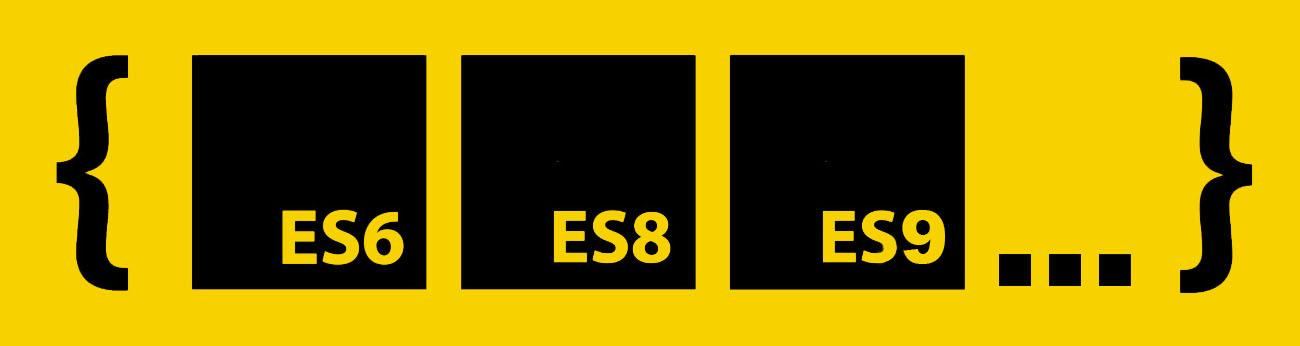 { ES6 ES8 ES9 ... }